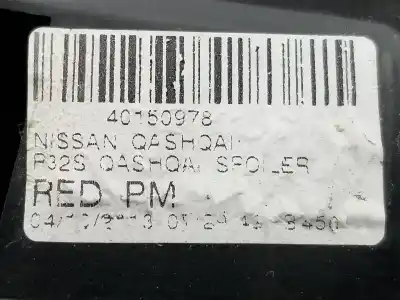 40150978
NISSAN QASHQAI
P32S QASHQAI SPOILER
RED PM